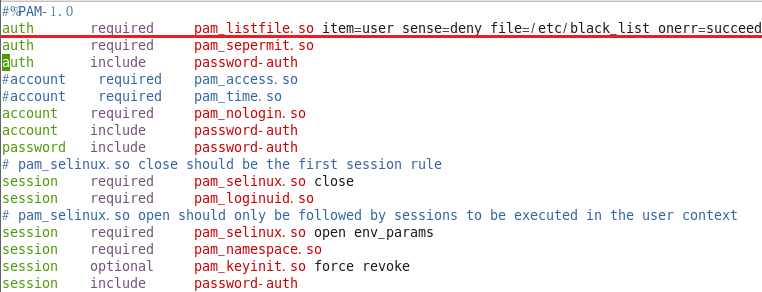 #%PAM-1.0
auth       required     pam_listfile.so item=user sense=deny file=/etc/black_list onerr=succeed
auth       required     pam_sepermit.so
auth       include      password-auth
#account    required    pam_access.so
#account    required    pam_time.so
account    required     pam_nologin.so
account    include      password-auth
password   include      password-auth
# pam_selinux.so close should be the first session rule
session    required     pam_selinux.so close
session    required     pam_loginuid.so
# pam_selinux.so open should only be followed by sessions to be executed in the user context
session    required     pam_selinux.so open env_params
session    required     pam_namespace.so
session    optional     pam_keyinit.so force revoke
session    include      password-auth